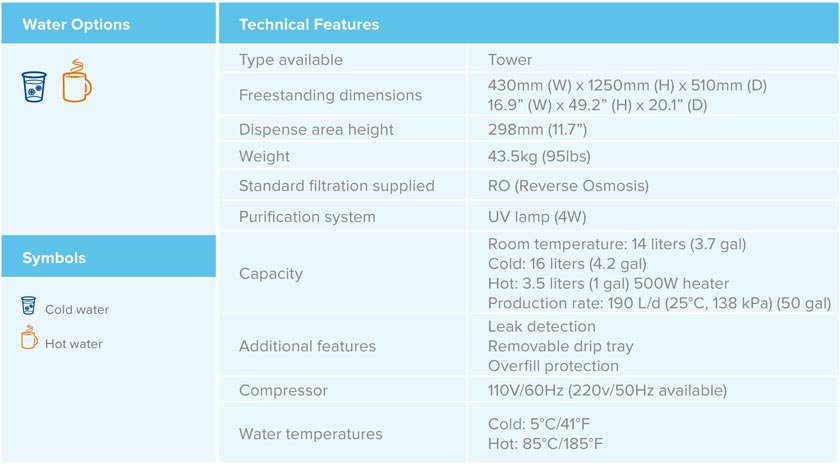 Water Options
Technical Features
Type available
Tower
Freestanding dimensions
430mm (W) x 1250mm (H) x 510mm (D)
16.9” (W) x 49.2” (H) x 20.1” (D)
Dispense area height
298mm (11.7”)
Weight
43.5kg (95lbs)
Standard filtration supplied
RO (Reverse Osmosis)
Purification system
UV lamp (4W)
Capacity
Room temperature: 14 liters (3.7 gal)
Cold: 16 liters (4.2 gal)
Hot: 3.5 liters (1 gal) 500W heater
Production rate: 190 L/d (25°C, 138 kPa) (50 gal)
Additional features
Leak detection
Removable drip tray
Overfill protection
Compressor
110V/60Hz (220v/50Hz available)
Water temperatures
Cold: 5°C/41°F
Hot: 85°C/185°F
Symbols
Cold water
Hot water